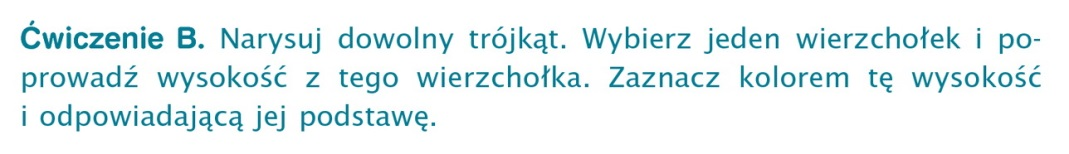 Ćwiczenie B. Narysuj dowolny trójkąt. Wybierz jeden wierzchołek i po-
prowadź wysokość z tego wierzchołka. Zaznacz kolorem tę wysokość
i odpowiadającą jej podstawę.